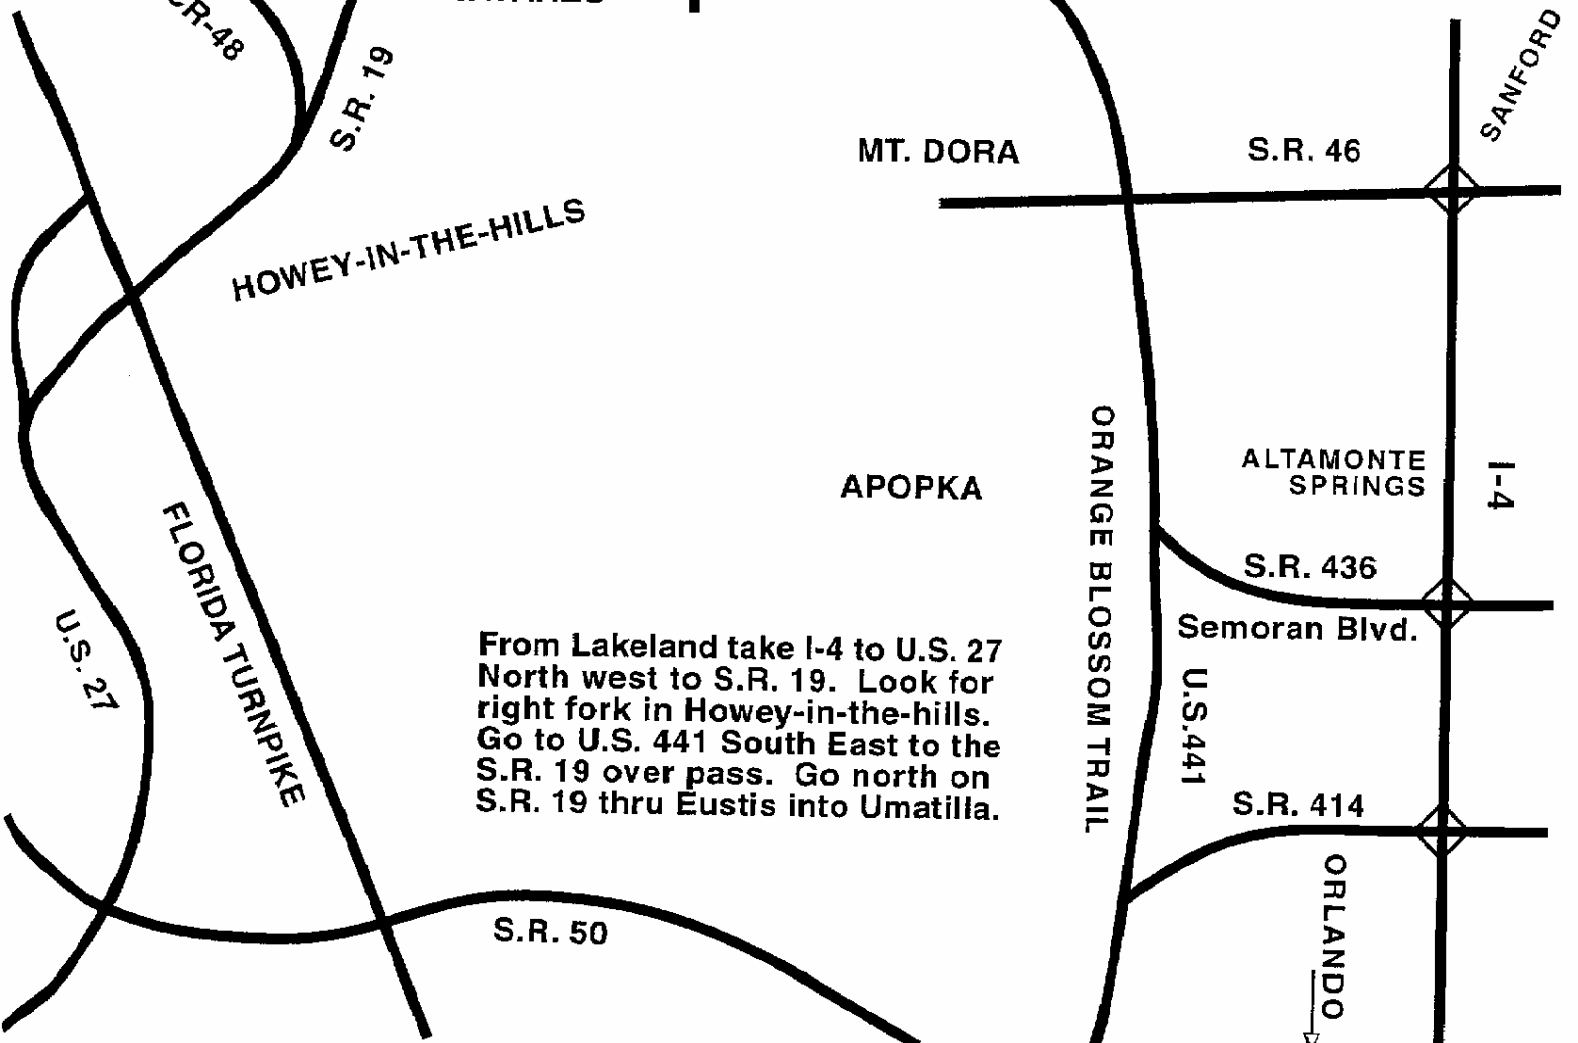 CR-48
S.R. 19
SANFORD
MT. DORA
S.R. 46
HOWEY-IN-THE-HILLS
ORANGE BLOSSOM TRAIL
ALTAMONTE
SPRINGS
I-4
APOPKA
FLORIDA TURNPIKE
S.R. 436
U.S. 27
Semoran Blvd.
From Lakeland take I-4 to U.S. 27
North west to S.R. 19. Look for
right fork in Howey-in-the-hills.
Go to U.S. 441 South East to the
S.R. 19 over pass. Go north on
S.R. 19 thru Eustis into Umatilla.
U.S.441
S.R. 414
ORLANDO
S.R. 50